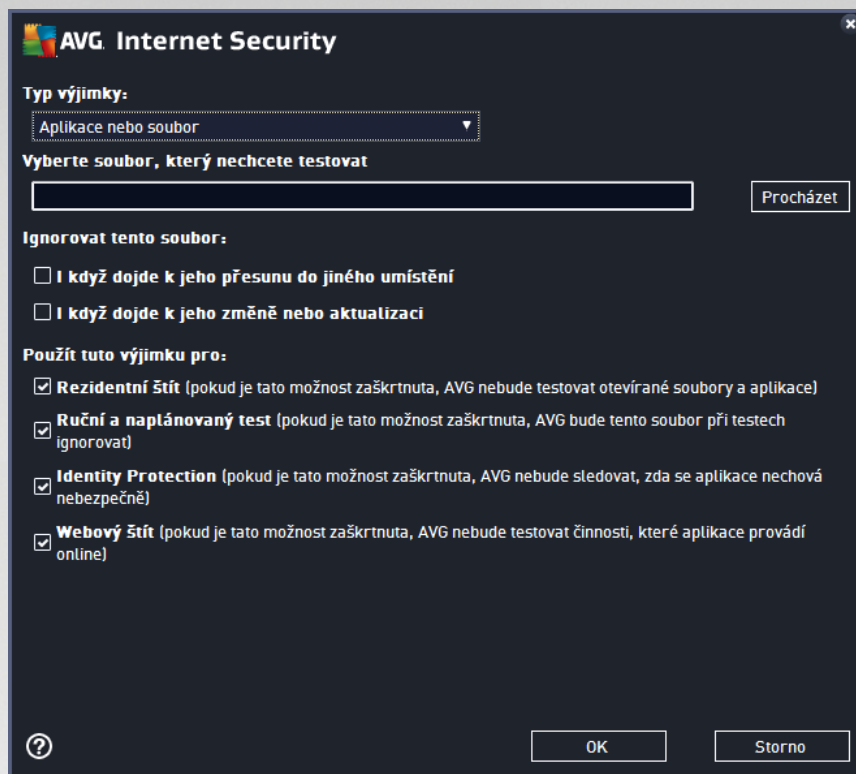 AVG. Internet Security
Typ výjimky:
Aplikace nebo soubor
Vyberte soubor, který nechcete testovat
Procházet
Ignorovat tento soubor:
I když dojde k jeho přesunu do jiného umístění
I když dojde k jeho změně nebo aktualizaci
Použít tuto výjimku pro:
Rezidentní štít (pokud je tato možnost zaškrtnuta, AVG nebude testovat otevírané soubory a aplikace)
Ruční a naplánovaný test (pokud je tato možnost zaškrtnuta, AVG bude tento soubor při testech
ignorovat)
Identity Protection (pokud je tato možnost zaškrtnuta, AVG nebude sledovat, zda se aplikace nechová
nebezpečně)
Webový štít (pokud je tato možnost zaškrtnuta, AVG nebude testovat činnosti, které aplikace provádí
online)
?
OK
Storno